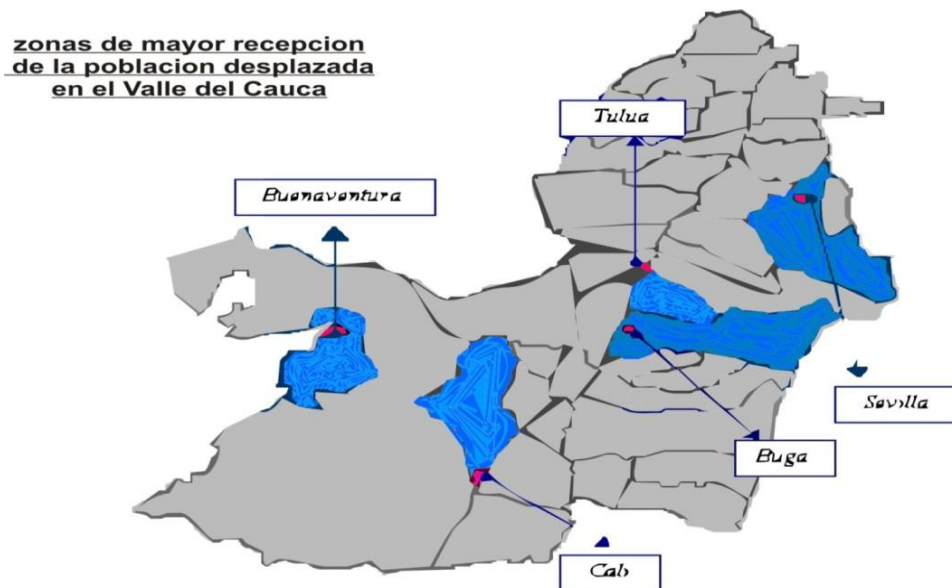 zonas de mayor recepcion
de la poblacion desplazada
en el Valle del Cauca
Tulua
Buenaventura
Sevilla
Buga
Cali